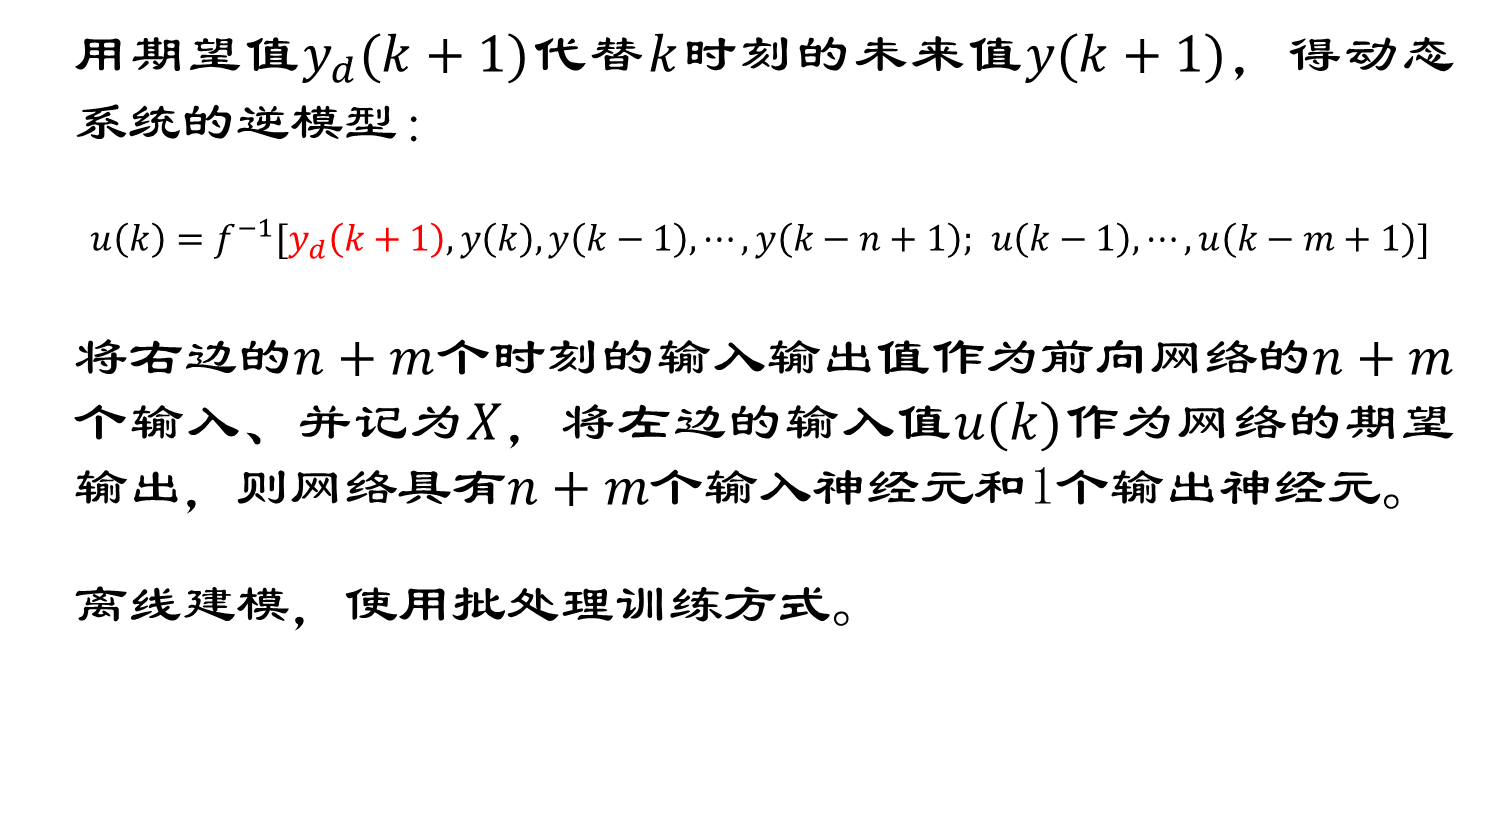 用期望值y_d(k + 1)代替k时刻的未来值y(k + 1)，得动态
系统的逆模型：
u(k) = f⁻¹[y_d(k + 1), y(k), y(k − 1), ⋯, y(k − n + 1); u(k − 1), ⋯, u(k − m + 1)]
将右边的n + m个时刻的输入输出值作为前向网络的n + m
个输入、并记为X，将左边的输入值u(k)作为网络的期望
输出，则网络具有n + m个输入神经元和1个输出神经元。
离线建模，使用批处理训练方式。